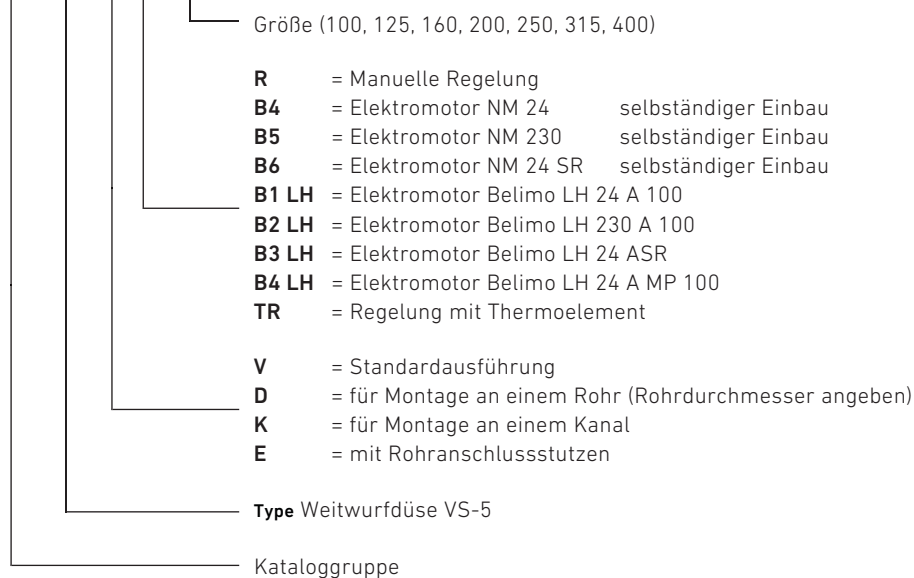 Größe (100, 125, 160, 200, 250, 315, 400)
R = Manuelle Regelung
B4 = Elektromotor NM 24 selbständiger Einbau
B5 = Elektromotor NM 230 selbständiger Einbau
B6 = Elektromotor NM 24 SR selbständiger Einbau
B1 LH = Elektromotor Belimo LH 24 A 100
B2 LH = Elektromotor Belimo LH 230 A 100
B3 LH = Elektromotor Belimo LH 24 ASR
B4 LH = Elektromotor Belimo LH 24 A MP 100
TR = Regelung mit Thermoelement
V = Standardausführung
D = für Montage an einem Rohr (Rohrdurchmesser angeben)
K = für Montage an einem Kanal
E = mit Rohranschlussstutzen
Type Weitwurfdüse VS-5
Kataloggruppe